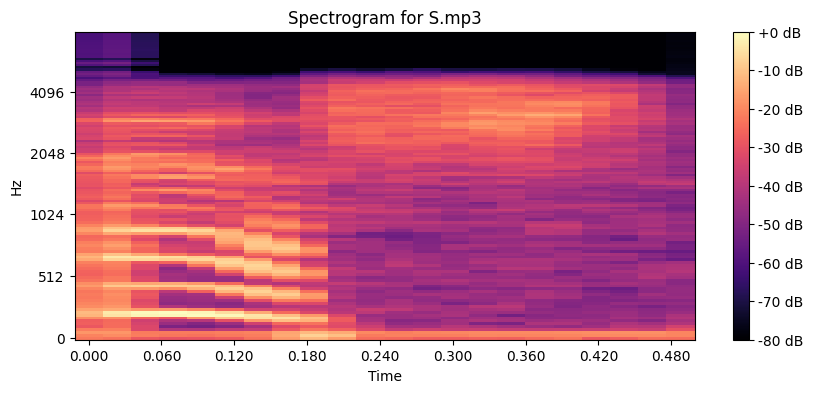 Spectrogram for S.mp3
+0 dB
-10 dB
-20 dB
-30 dB
-40 dB
-50 dB
-60 dB
-70 dB
-80 dB
4096
2048
1024
512
0
Hz
0.000 0.060 0.120 0.180 0.240 0.300 0.360 0.420 0.480
Time